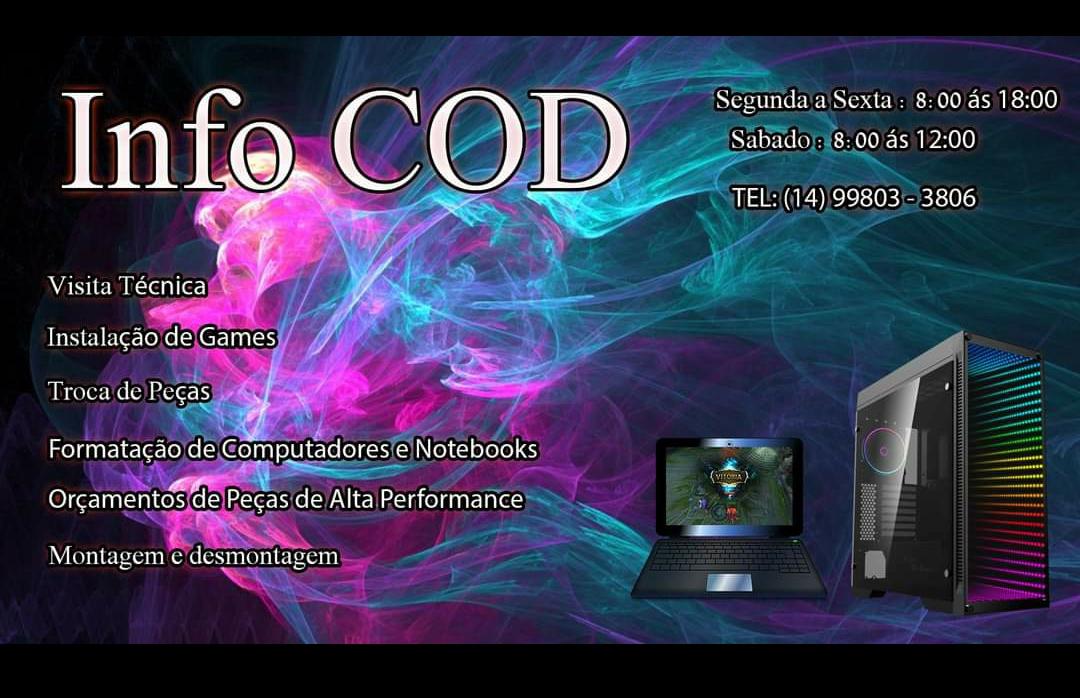 Info COD
Segunda a Sexta : 8:00 ás 18:00
Sabado : 8:00 ás 12:00
TEL: (14) 99803 - 3806
Visita Técnica
Instalação de Games
Troca de Peças
Formatação de Computadores e Notebooks
Orçamentos de Peças de Alta Performance
Montagem e desmontagem
VITÓRIA